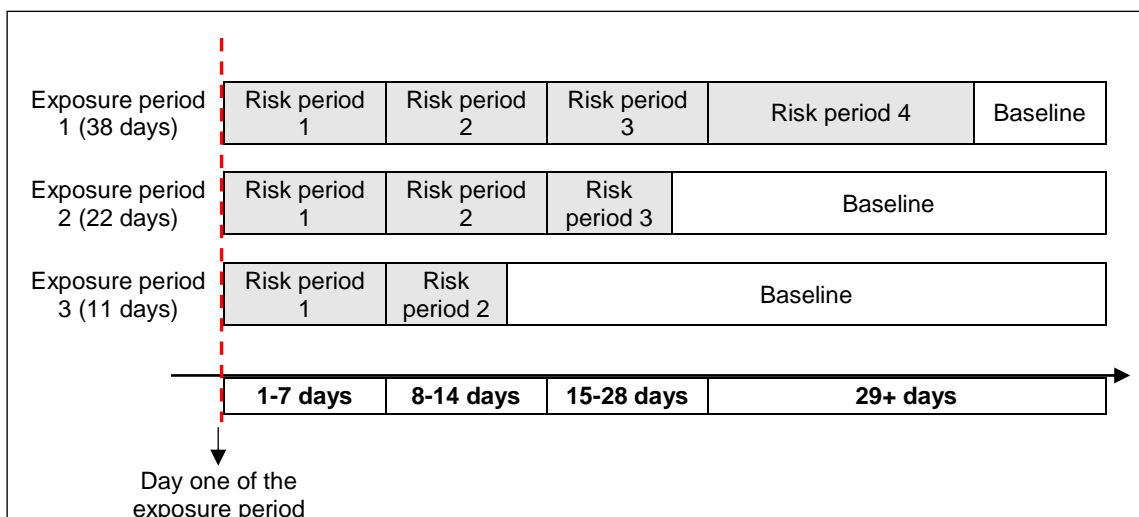 Exposure period
1 (38 days)
Risk period
1
Risk period
2
Risk period
3
Risk period 4
Baseline
Exposure period
2 (22 days)
Risk period
1
Risk period
2
Risk
period 3
Baseline
Exposure period
3 (11 days)
Risk period
1
Risk
period 2
Baseline
1-7 days
8-14 days
15-28 days
29+ days
Day one of the
exposure period